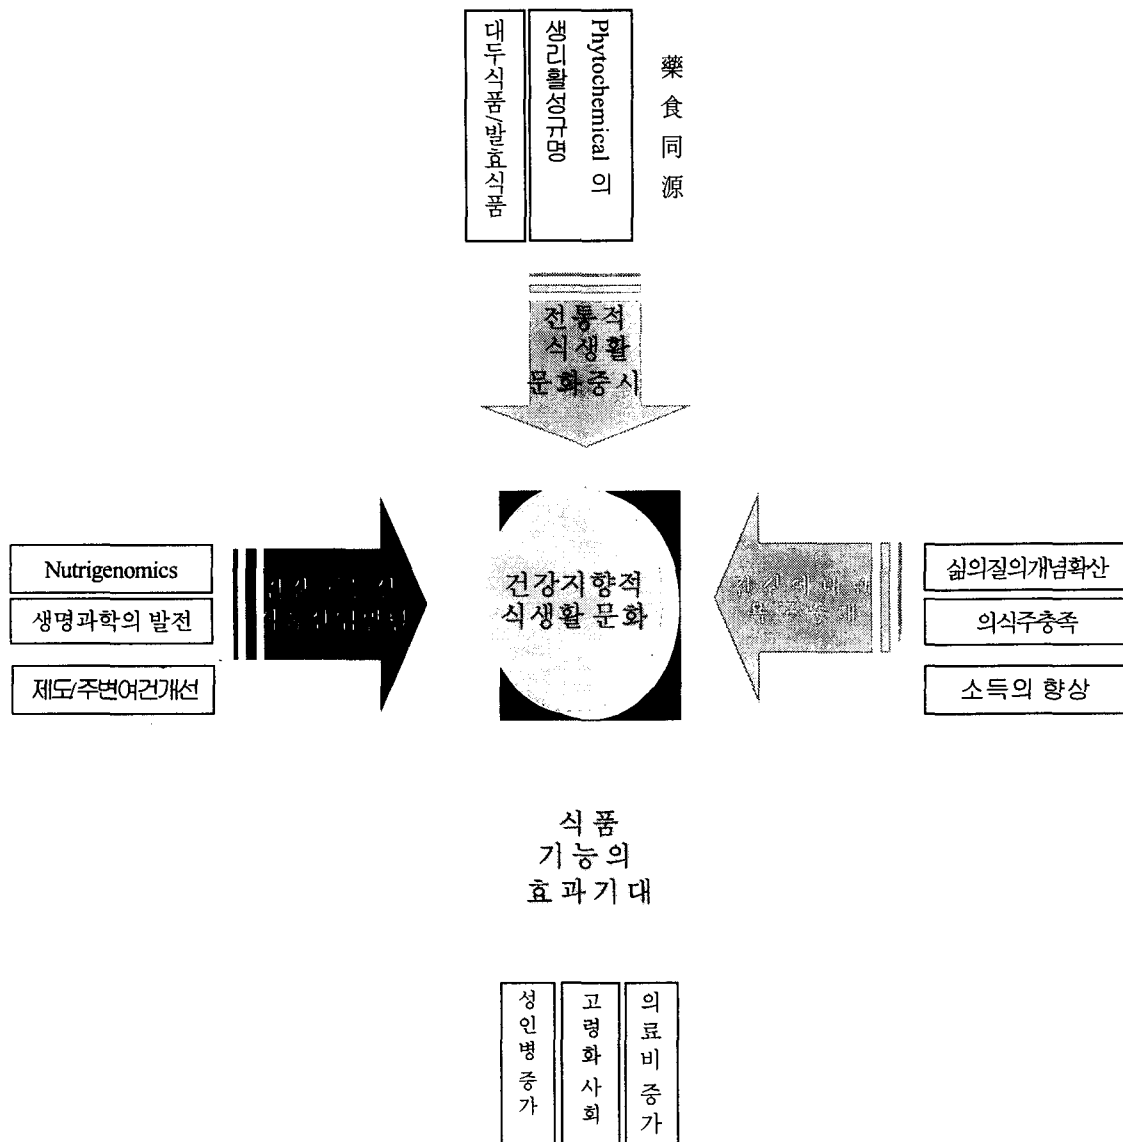 藥食同源
Phytochemical 의
생리활성규명
대두식품/발효식품
전통적
식생활
문화중시
Nutrigenomics
생명과학의 발전
제도/주변여건개선
건강지향적
식생활 문화
삶의질의개념확산
의식주충족
소득의 향상
식품
기능의
효과기대
성인병 증가
고령화 사회
의료비 증가